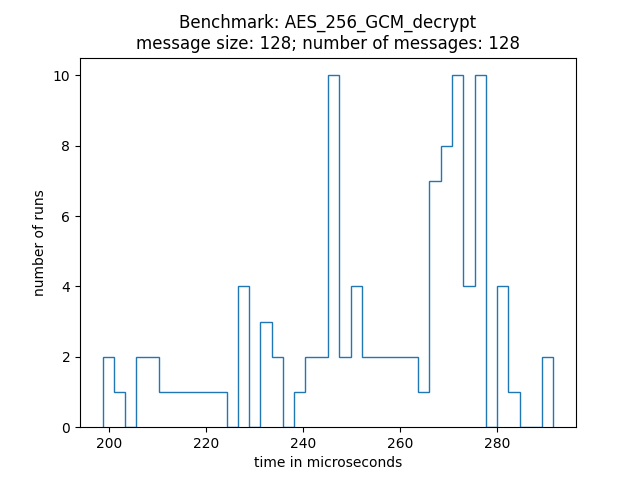 Benchmark: AES_256_GCM_decrypt
message size: 128; number of messages: 128
10
8
6
4
2
0
number of runs
200 220 240 260 280
time in microseconds